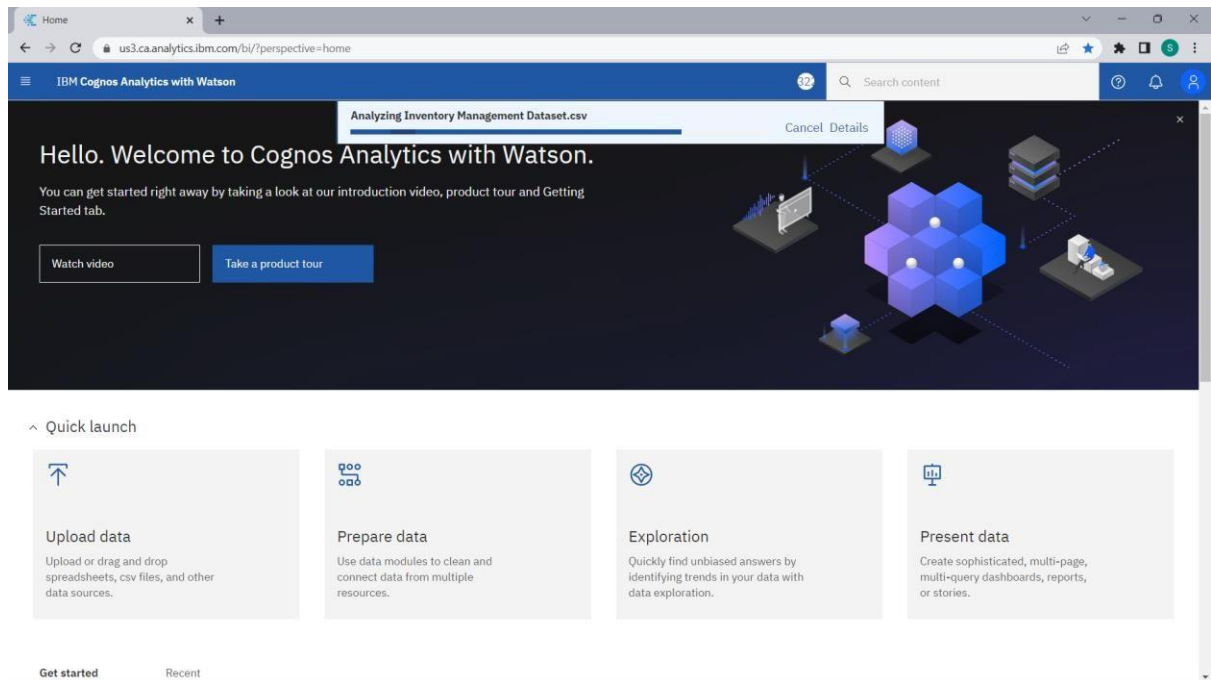 Home
us3.ca.analytics.ibm.com/bi/?perspective=home
S
IBM Cognos Analytics with Watson
32
Search content
Analyzing Inventory Management Dataset.csv
Cancel Details
Hello. Welcome to Cognos Analytics with Watson.
You can get started right away by taking a look at our introduction video, product tour and Getting
Started tab.
Watch video
Take a product tour
Quick launch
Upload data
Upload or drag and drop
spreadsheets, csv files, and other
data sources.
Prepare data
Use data modules to clean and
connect data from multiple
resources.
Exploration
Quickly find unbiased answers by
identifying trends in your data with
data exploration.
Present data
Create sophisticated, multi-page,
multi-query dashboards, reports,
or stories.
Get started
Recent